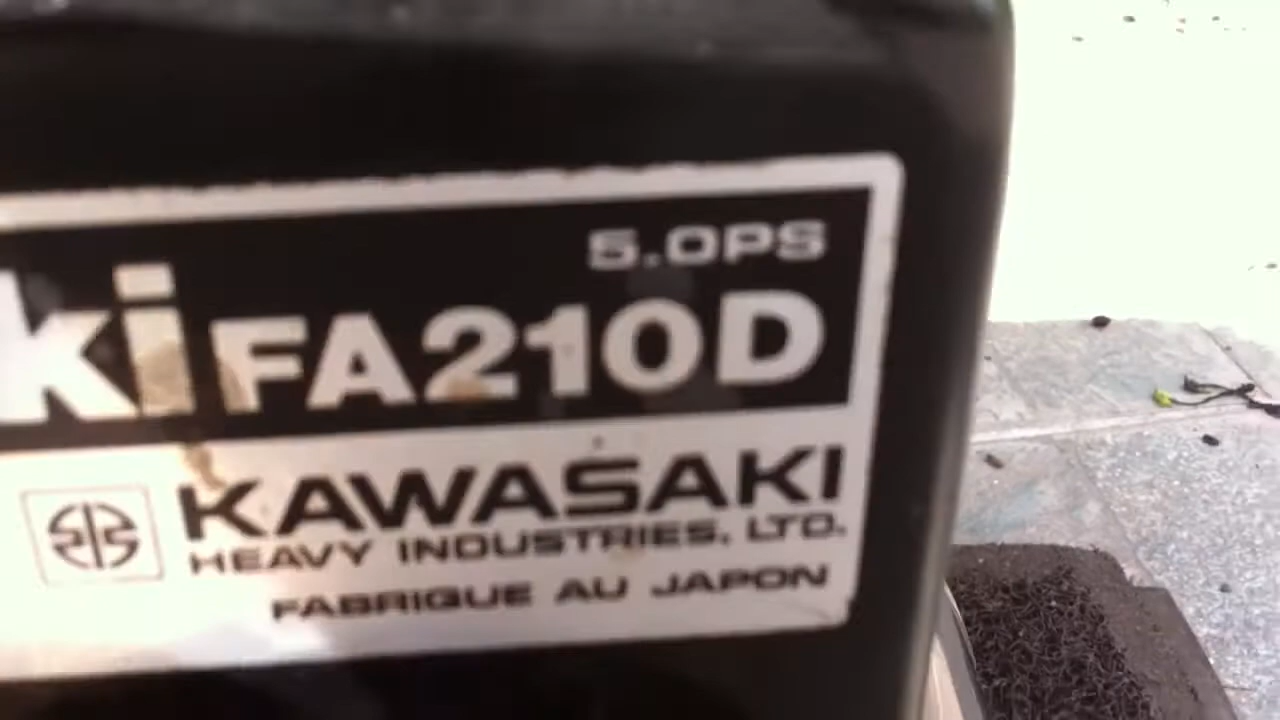 5.0PS
ki FA210D
KAWASAKI
HEAVY INDUSTRIES, LTD.
FABRIQUE AU JAPON